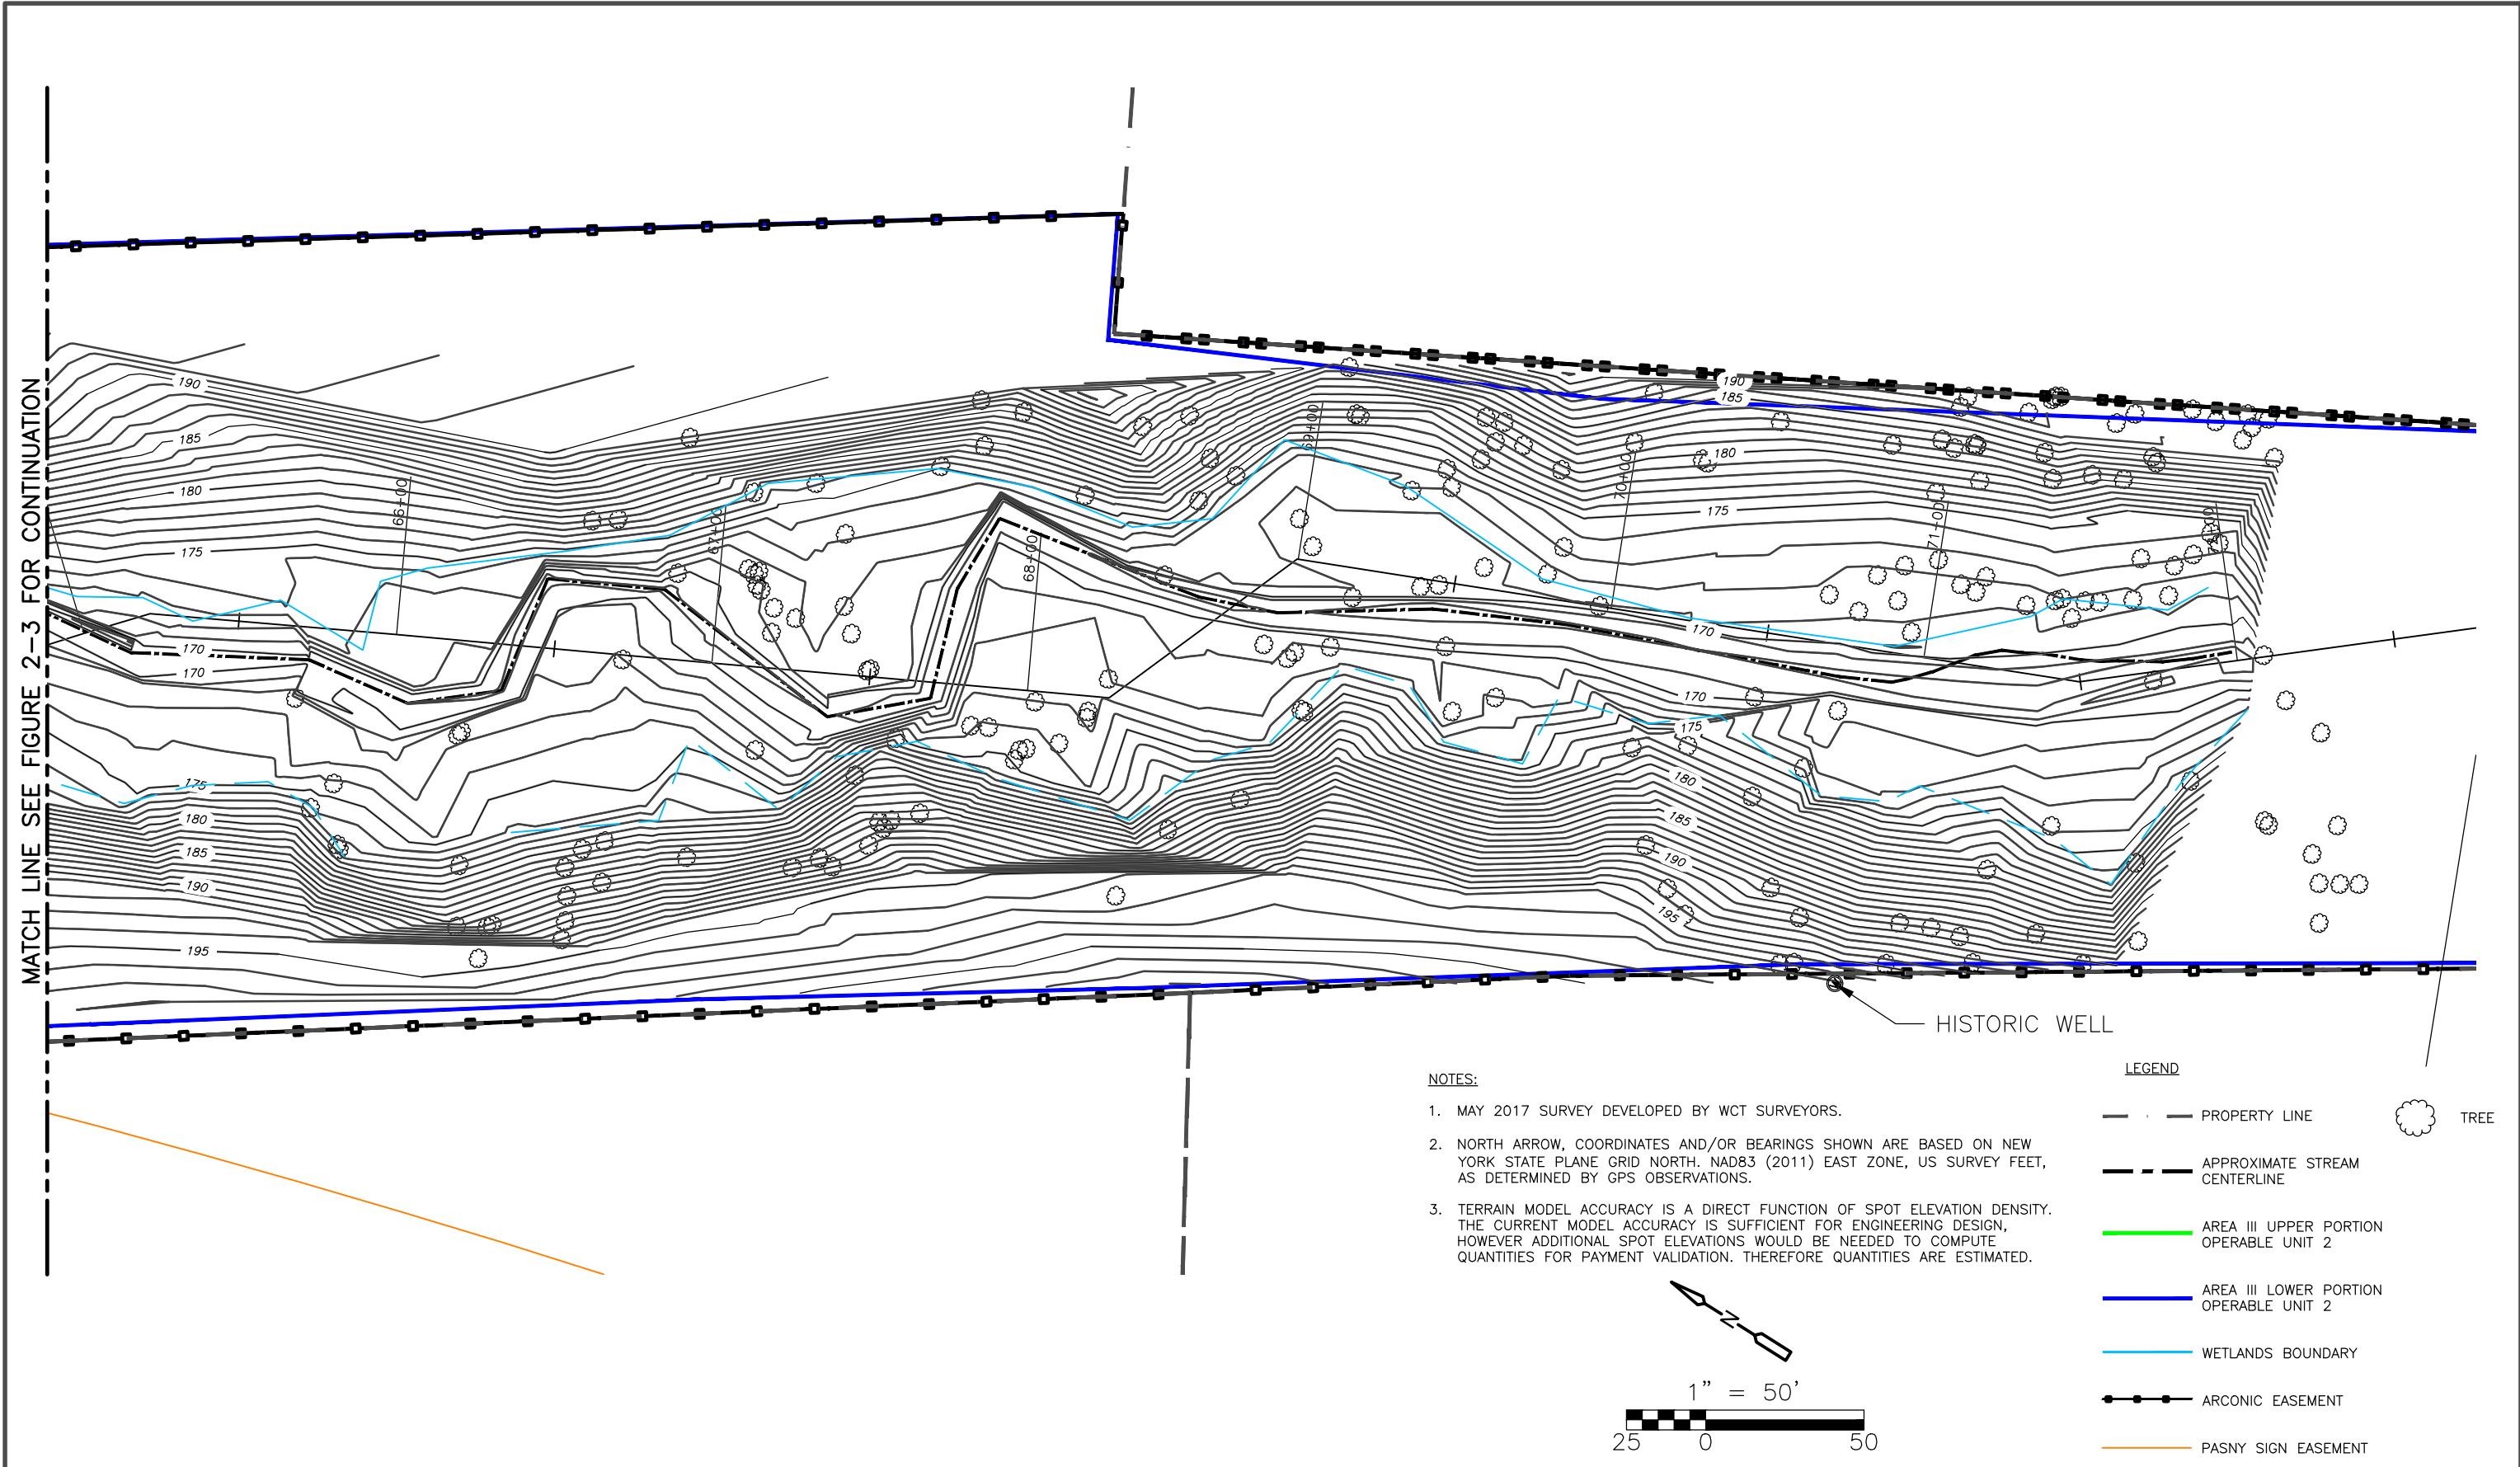 MATCH LINE SEE FIGURE 2-3 FOR CONTINUATION
190
185
180
175
170
170
175
180
185
190
195
66+00
67+00
68+00
69+00
70+00
71+00
190
185
180
175
170
170
175
180
185
190
195
HISTORIC WELL
NOTES:
1. MAY 2017 SURVEY DEVELOPED BY WCT SURVEYORS.
2. NORTH ARROW, COORDINATES AND/OR BEARINGS SHOWN ARE BASED ON NEW
YORK STATE PLANE GRID NORTH. NAD83 (2011) EAST ZONE, US SURVEY FEET,
AS DETERMINED BY GPS OBSERVATIONS.
3. TERRAIN MODEL ACCURACY IS A DIRECT FUNCTION OF SPOT ELEVATION DENSITY.
THE CURRENT MODEL ACCURACY IS SUFFICIENT FOR ENGINEERING DESIGN,
HOWEVER ADDITIONAL SPOT ELEVATIONS WOULD BE NEEDED TO COMPUTE
QUANTITIES FOR PAYMENT VALIDATION. THEREFORE QUANTITIES ARE ESTIMATED.
N
1" = 50'
25 0 50
LEGEND
PROPERTY LINE
TREE
APPROXIMATE STREAM
CENTERLINE
AREA III UPPER PORTION
OPERABLE UNIT 2
AREA III LOWER PORTION
OPERABLE UNIT 2
WETLANDS BOUNDARY
ARCONIC EASEMENT
PASNY SIGN EASEMENT